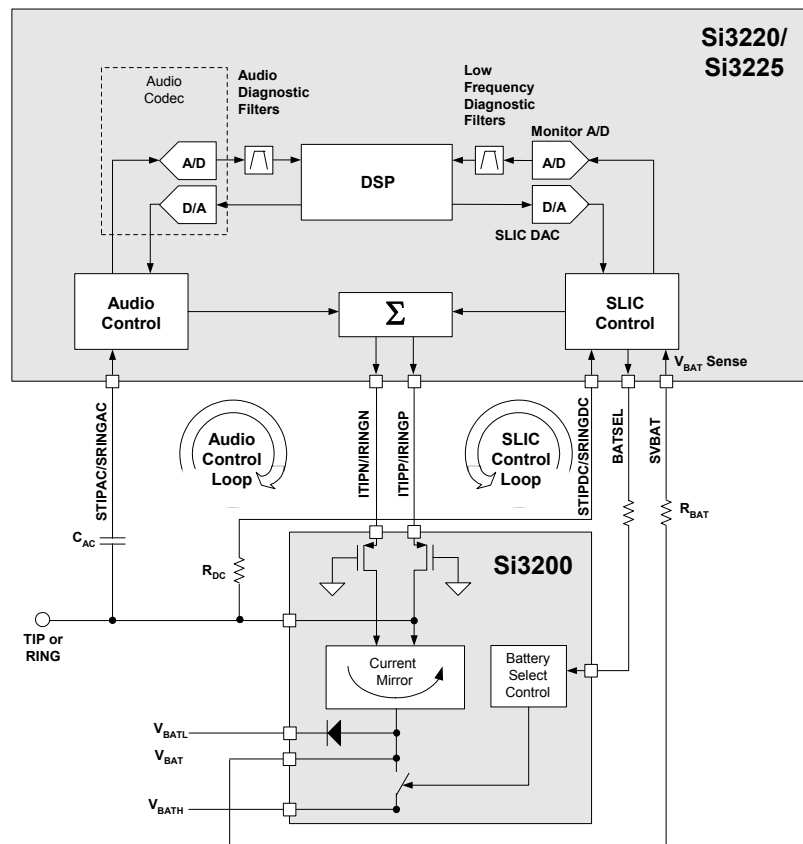 Si3220/
Si3225
Audio
Codec
Audio
Diagnostic
Filters
Low
Frequency
Diagnostic
Filters
Monitor A/D
A/D
A/D
DSP
D/A
D/A
SLIC DAC
Audio
Control
Σ
SLIC
Control
VBAT Sense
STIPAC/SRINGAC
Audio
Control
Loop
ITIPN/IRINGN
ITIPP/IRINGP
SLIC
Control
Loop
STIPDC/SRINGDC
BATSEL
SVBAT
CAC
RDC
RBAT
Si3200
TIP or
RING
Current
Mirror
Battery
Select
Control
VBATL
VBAT
VBATH